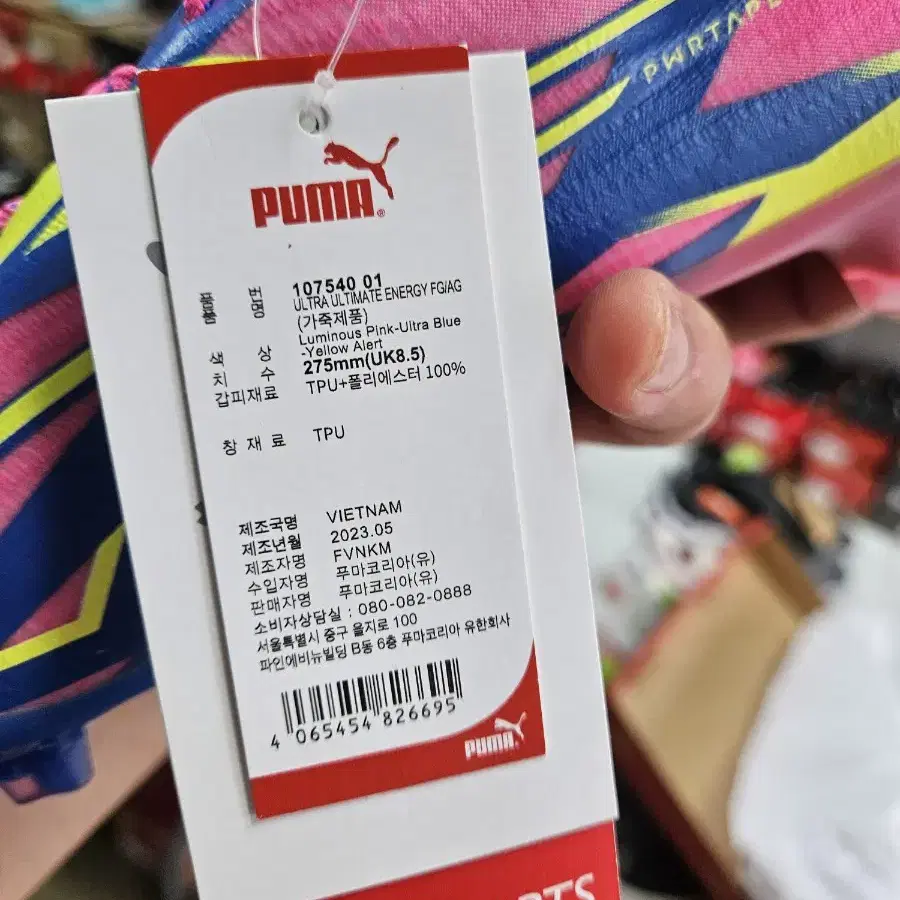 PWRTAPE
PUMA®
품 번 107540 01
품 명 ULTRA ULTIMATE ENERGY FG/AG
(가죽제품)
색 상 Luminous Pink-Ultra Blue
-Yellow Alert
치 수 275mm(UK8.5)
갑피재료 TPU+폴리에스터 100%
창 재 료 TPU
제조국명 VIETNAM
제조년월 2023.05
제조자명 FVNKM
수입자명 푸마코리아(유)
판매자명 푸마코리아(유)
소비자상담실 : 080-082-0888
서울특별시 중구 을지로 100
파인에비뉴빌딩 B동 6층 푸마코리아 유한회사
4 065454 826695
PUMA